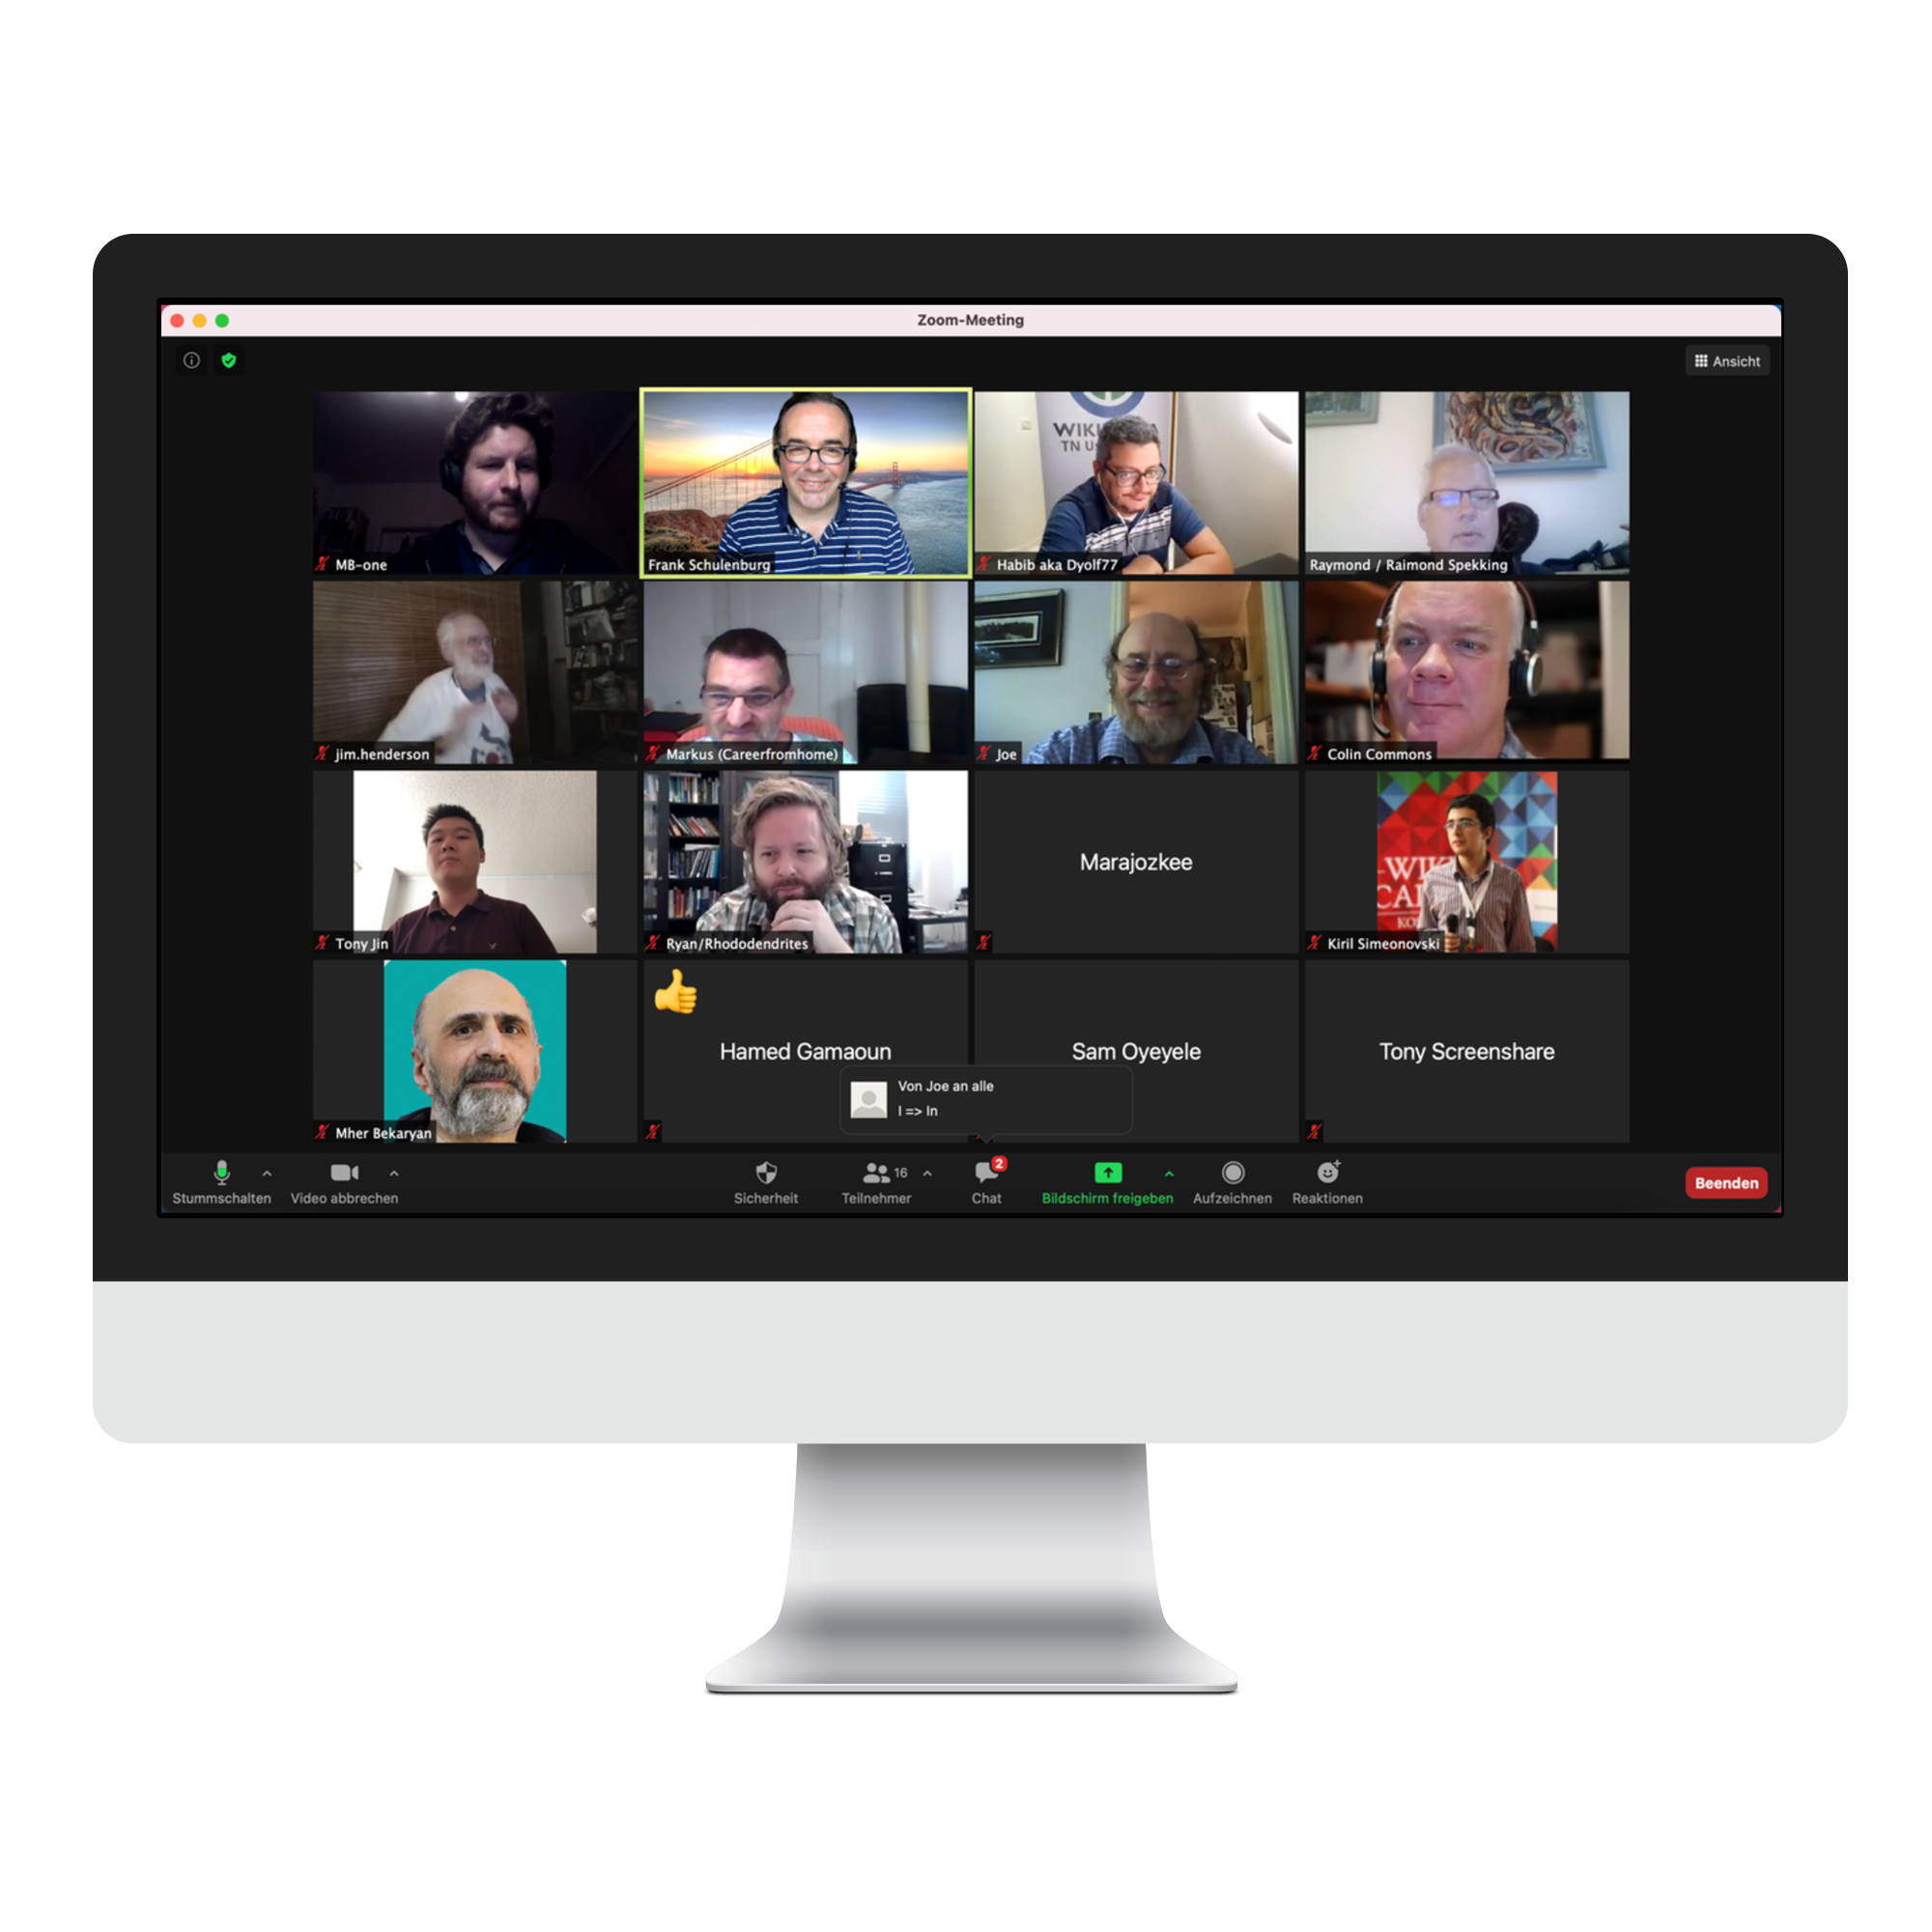 Zoom-Meeting
Ansicht
WIKI
TN U
MB-one
Frank Schulenburg
Habib aka Dyolf77
Raymond / Raimond Spekking
jim.henderson
Markus (Careerfromhome)
Joe
Colin Commons
Marajozkee
WIKI
CA
KO
Tony Jin
Ryan/Rhododendrites
Kiril Simeonovski
Hamed Gamaoun
Sam Oyeyele
Tony Screenshare
Von Joe an alle
I => In
Mher Bekaryan
16
2
Stummschalten
Video abbrechen
Sicherheit
Teilnehmer
Chat
Bildschirm freigeben
Aufzeichnen
Reaktionen
Beenden